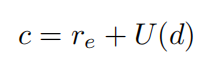 c = r_e + U(d)